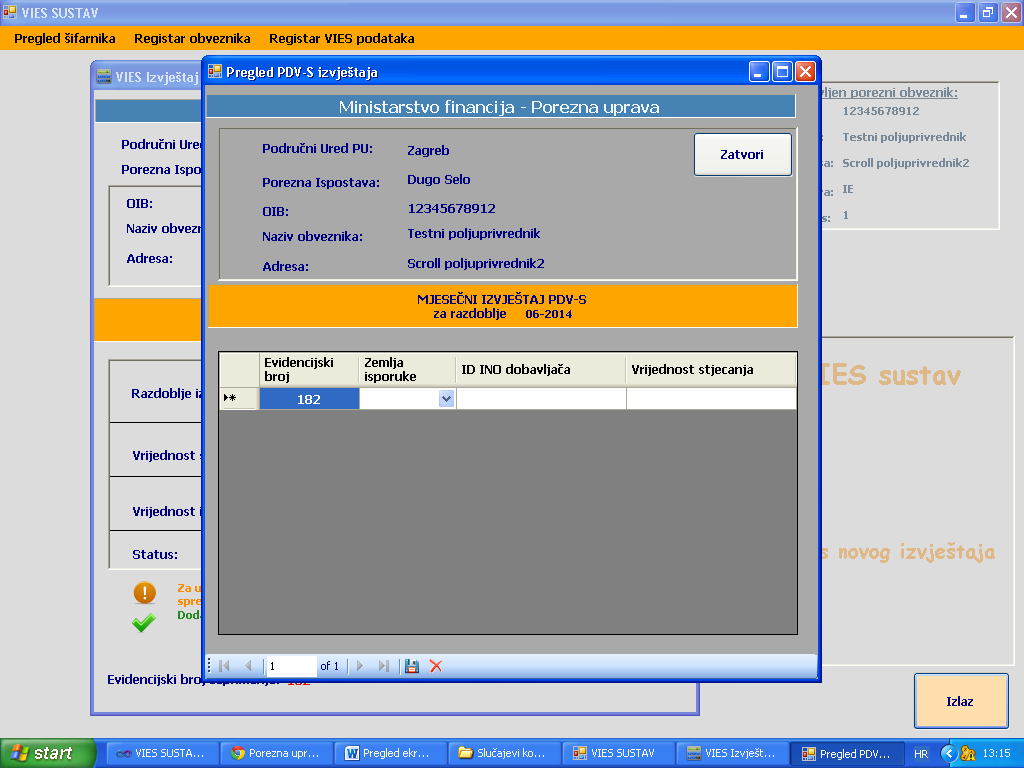 VIES SUSTAV
Pregled šifarnika Registar obveznika Registar VIES podataka
VIES Izvještaj
Područni Ured
Porezna Ispo
OIB:
Naziv obvezn
Adresa:
Razdoblje iz
Vrijednost
Vrijednost
Status:
Za u
spre
Doda
Evidencijski broj
182
Pregled PDV-S izvještaja
Ministarstvo financija - Porezna uprava
Područni Ured PU: Zagreb
Zatvori
Porezna Ispostava: Dugo Selo
OIB: 12345678912
Naziv obveznika: Testni poljuprivrednik
Adresa: Scroll poljuprivrednik2
MJESEČNI IZVJEŠTAJ PDV-S
za razdoblje 06-2014
Evidencijski broj
Zemlja isporuke
ID INO dobavljača
Vrijednost stjecanja
182
1 of 1
ljen porezni obveznik:
12345678912
Testni poljuprivrednik
sa: Scroll poljuprivrednik2
va: IE
s: 1
VIES sustav
s novog izvještaja
Izlaz
start VIES SUSTA... Porezna upr... Pregled ekr... Slučajevi ko... VIES SUSTAV VIES Izvješt... Pregled PDV... HR 13:15